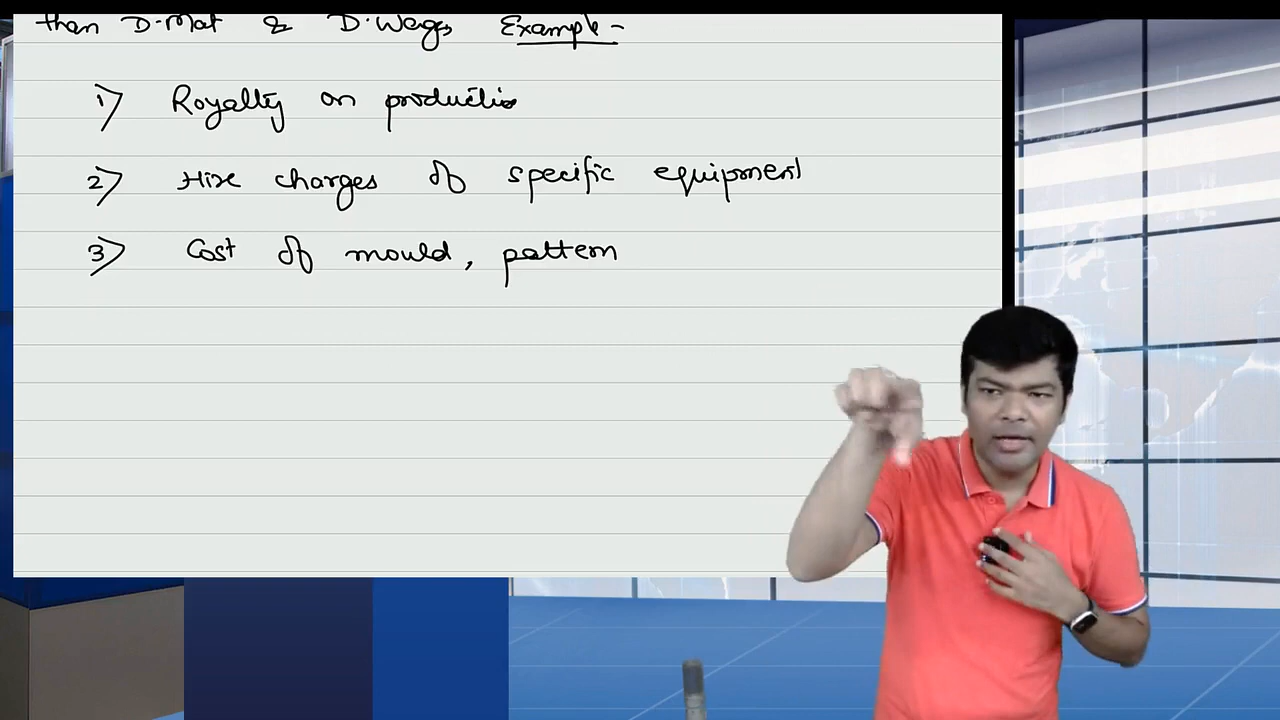 than D.Mat & D.Wages Example -
1) Royalty on production
2) Hire charges of specific equipment
3) Cost of mould, pattern